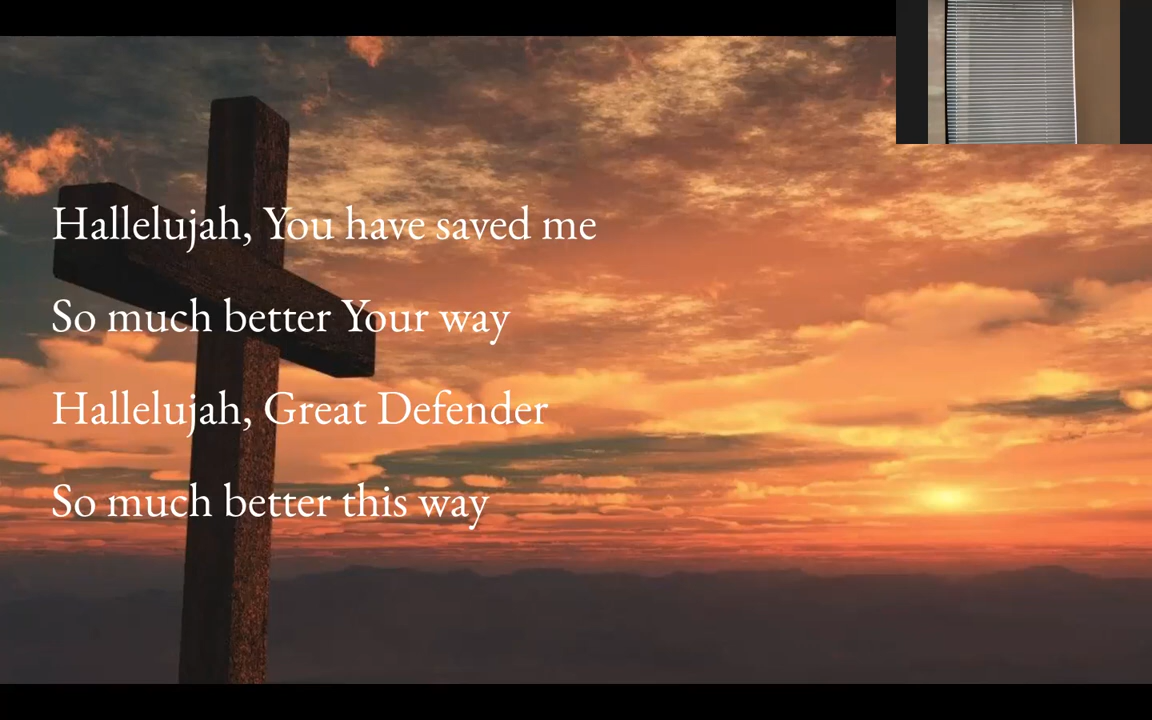 Hallelujah, You have saved me
So much better Your way
Hallelujah, Great Defender
So much better this way